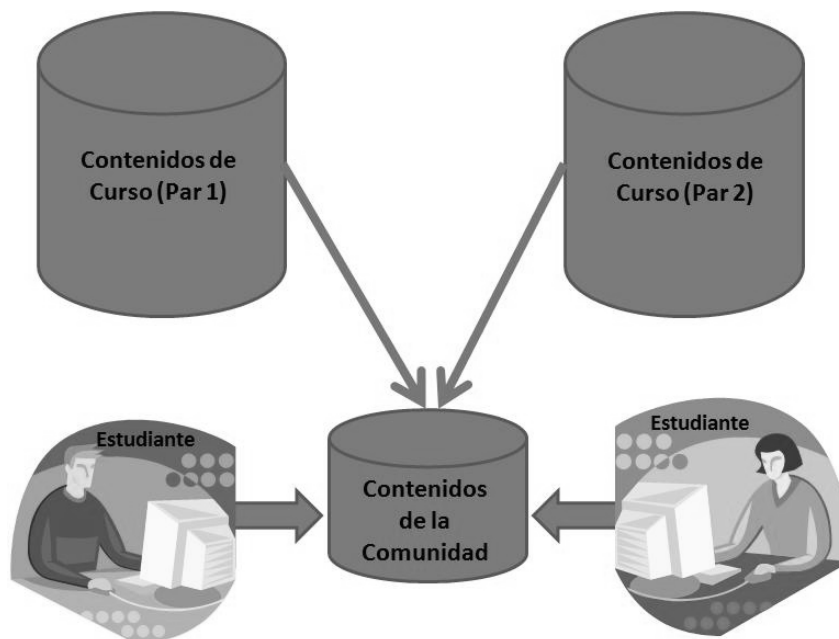 Contenidos de
Curso (Par 1)
Contenidos de
Curso (Par 2)
Estudiante
Estudiante
Contenidos
de la
Comunidad